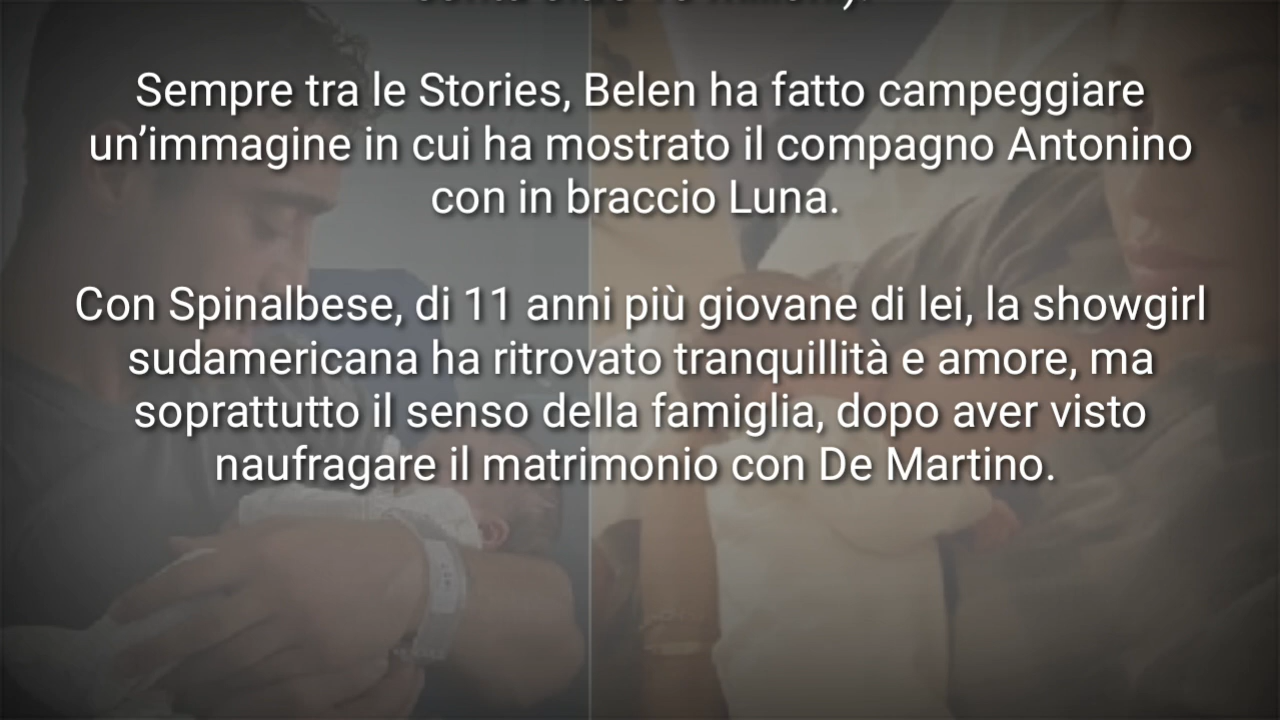 Sempre tra le Stories, Belen ha fatto campeggiare
un’immagine in cui ha mostrato il compagno Antonino
con in braccio Luna.
Con Spinalbese, di 11 anni più giovane di lei, la showgirl
sudamericana ha ritrovato tranquillità e amore, ma
soprattutto il senso della famiglia, dopo aver visto
naufragare il matrimonio con De Martino.